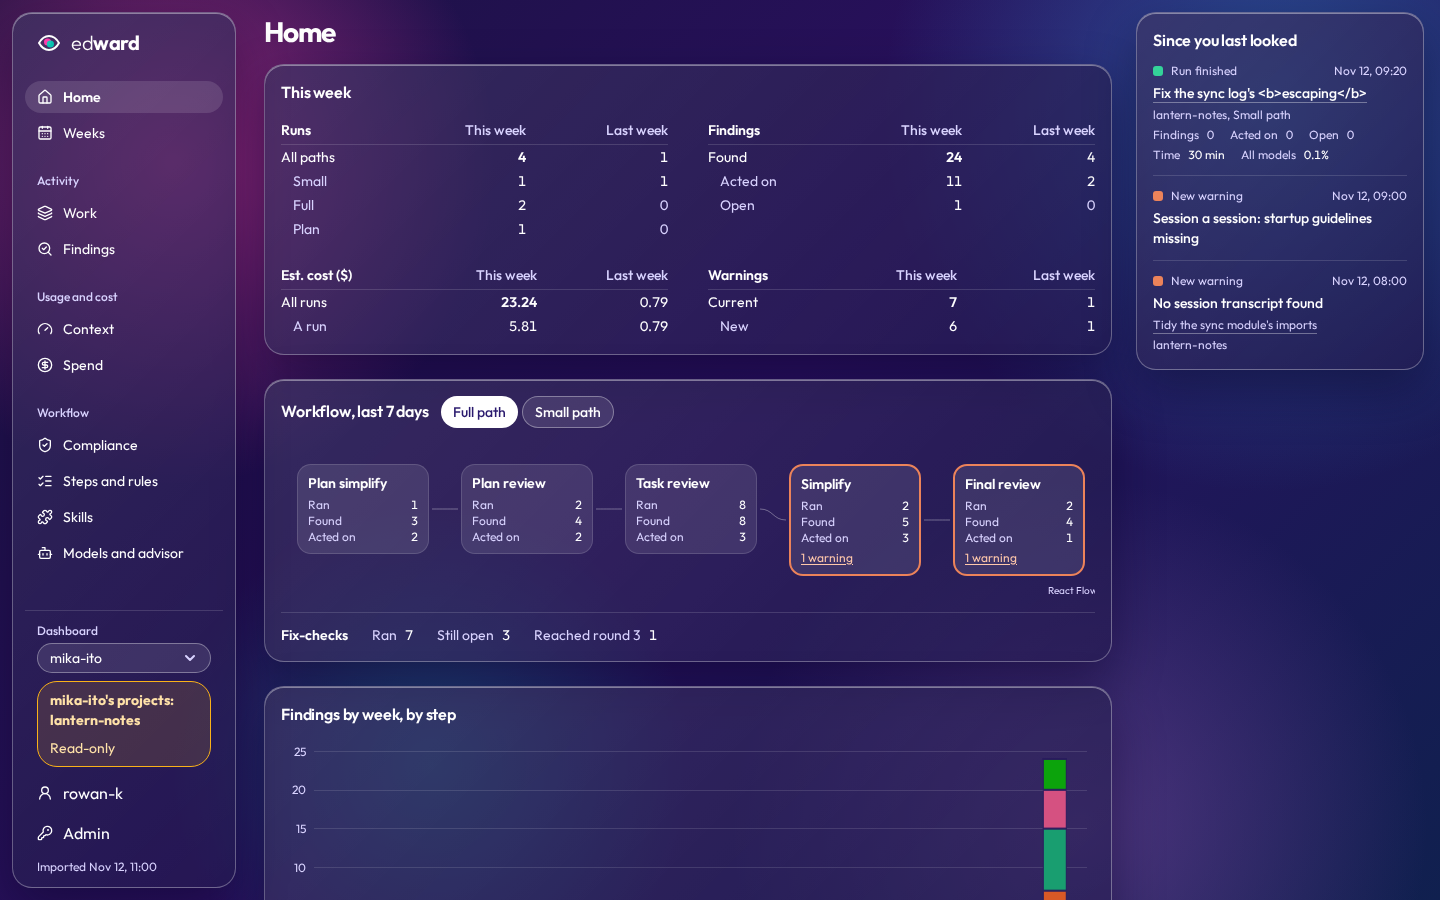 edward
Home
Weeks
Activity
Work
Findings
Usage and cost
Context
Spend
Workflow
Compliance
Steps and rules
Skills
Models and advisor
Dashboard
mika-ito
mika-ito's projects:
lantern-notes
Read-only
rowan-k
Admin
Imported Nov 12, 11:00
Home
This week
Runs This week Last week
All paths 4 1
Small 1 1
Full 2 0
Plan 1 0
Findings This week Last week
Found 24 4
Acted on 11 2
Open 1 0
Est. cost ($) This week Last week
All runs 23.24 0.79
A run 5.81 0.79
Warnings This week Last week
Current 7 1
New 6 1
Workflow, last 7 days Full path Small path
Plan simplify
Ran 1
Found 3
Acted on 2
Plan review
Ran 2
Found 4
Acted on 2
Task review
Ran 8
Found 8
Acted on 3
Simplify
Ran 2
Found 5
Acted on 3
1 warning
Final review
Ran 2
Found 4
Acted on 1
1 warning
React Flow
Fix-checks Ran 7 Still open 3 Reached round 3 1
Findings by week, by step
25
20
15
10
Since you last looked
Run finished Nov 12, 09:20
Fix the sync log's <b>escaping</b>
lantern-notes, Small path
Findings 0 Acted on 0 Open 0
Time 30 min All models 0.1%
New warning Nov 12, 09:00
Session a session: startup guidelines
missing
New warning Nov 12, 08:00
No session transcript found
Tidy the sync module's imports
lantern-notes